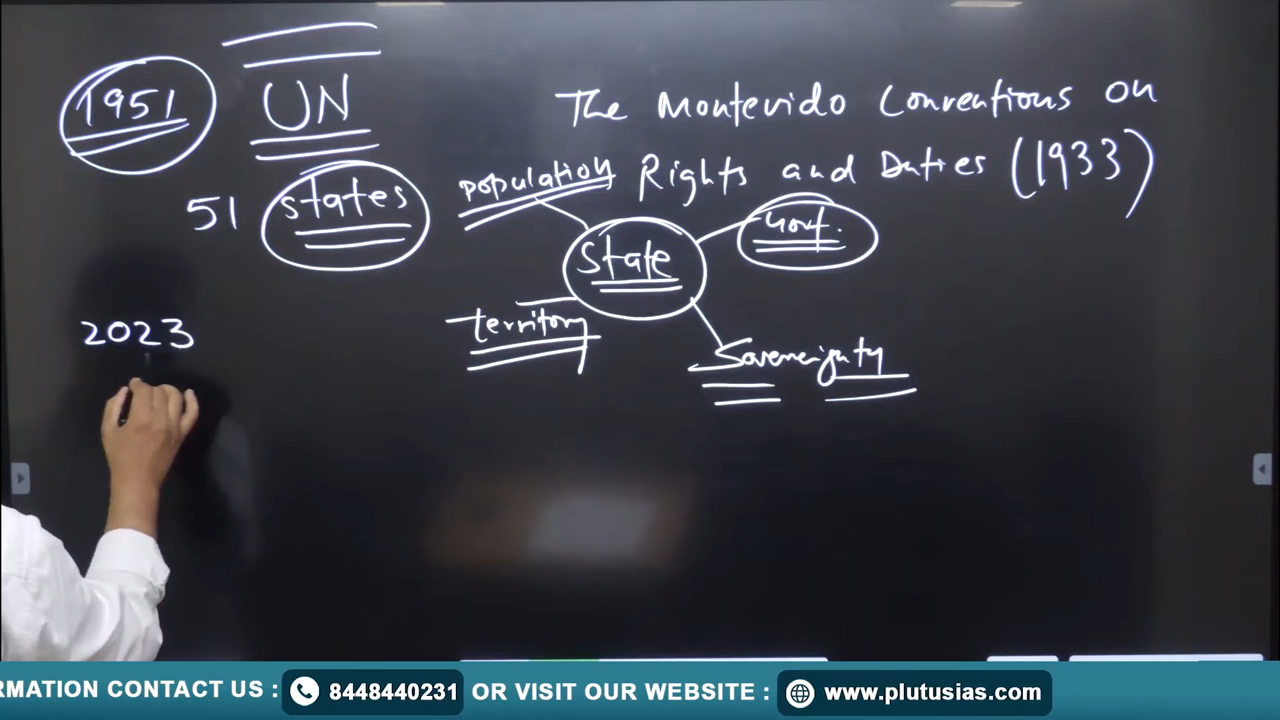 1951
UN
The Montevido Conventions on
Rights and Duties (1933)
51 states
population
Govt.
state
territory
Sovereignty
2023
RMATION CONTACT US : 8448440231 OR VISIT OUR WEBSITE : www.plutusias.com